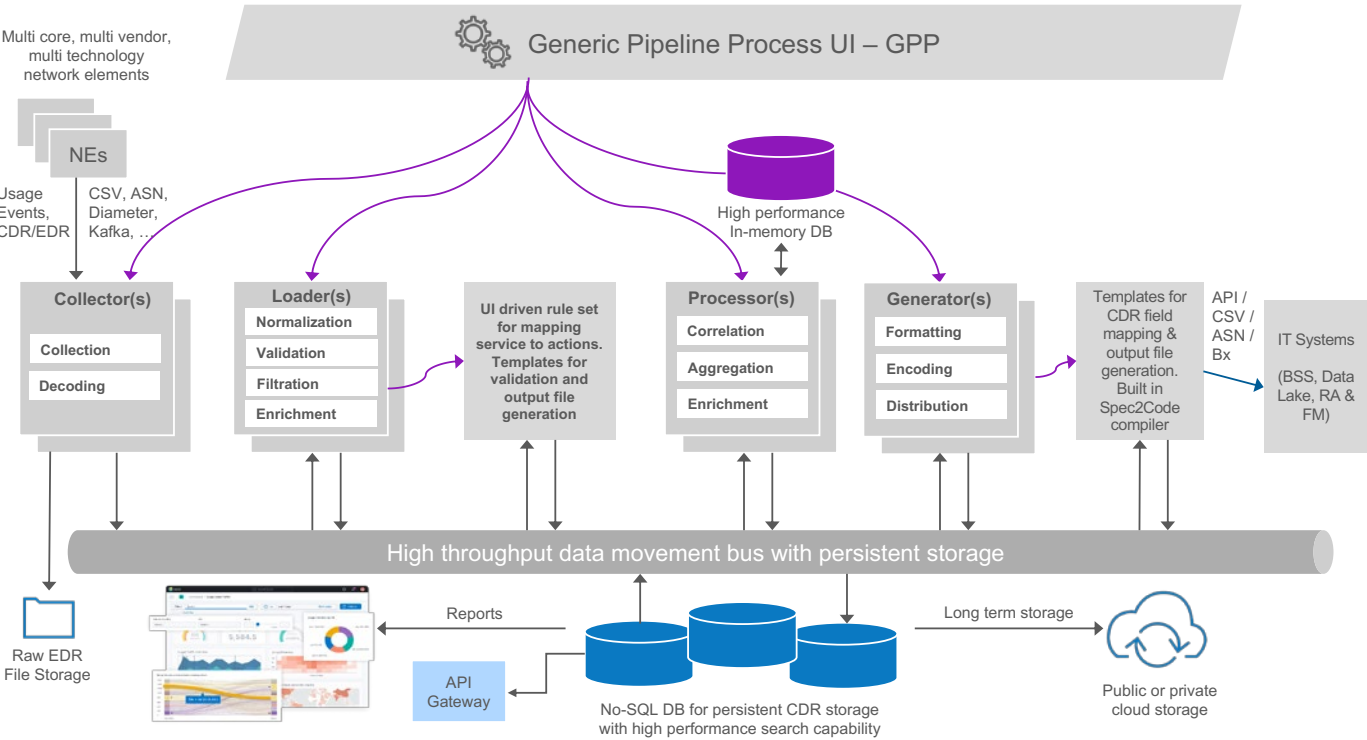 Generic Pipeline Process UI – GPP
Multi core, multi vendor,
multi technology
network elements
NEs
Usage
Events,
CDR/EDR
CSV, ASN,
Diameter,
Kafka, …
High performance
In-memory DB
Collector(s)
Collection
Decoding
Loader(s)
Normalization
Validation
Filtration
Enrichment
UI driven rule set
for mapping
service to actions.
Templates for
validation and
output file
generation
Processor(s)
Correlation
Aggregation
Enrichment
Generator(s)
Formatting
Encoding
Distribution
Templates for
CDR field
mapping &
output file
generation.
Built in
Spec2Code
compiler
API /
CSV /
ASN /
Bx
IT Systems
(BSS, Data
Lake, RA &
FM)
High throughput data movement bus with persistent storage
Raw EDR
File Storage
Reports
API
Gateway
No-SQL DB for persistent CDR storage
with high performance search capability
Long term storage
Public or private
cloud storage